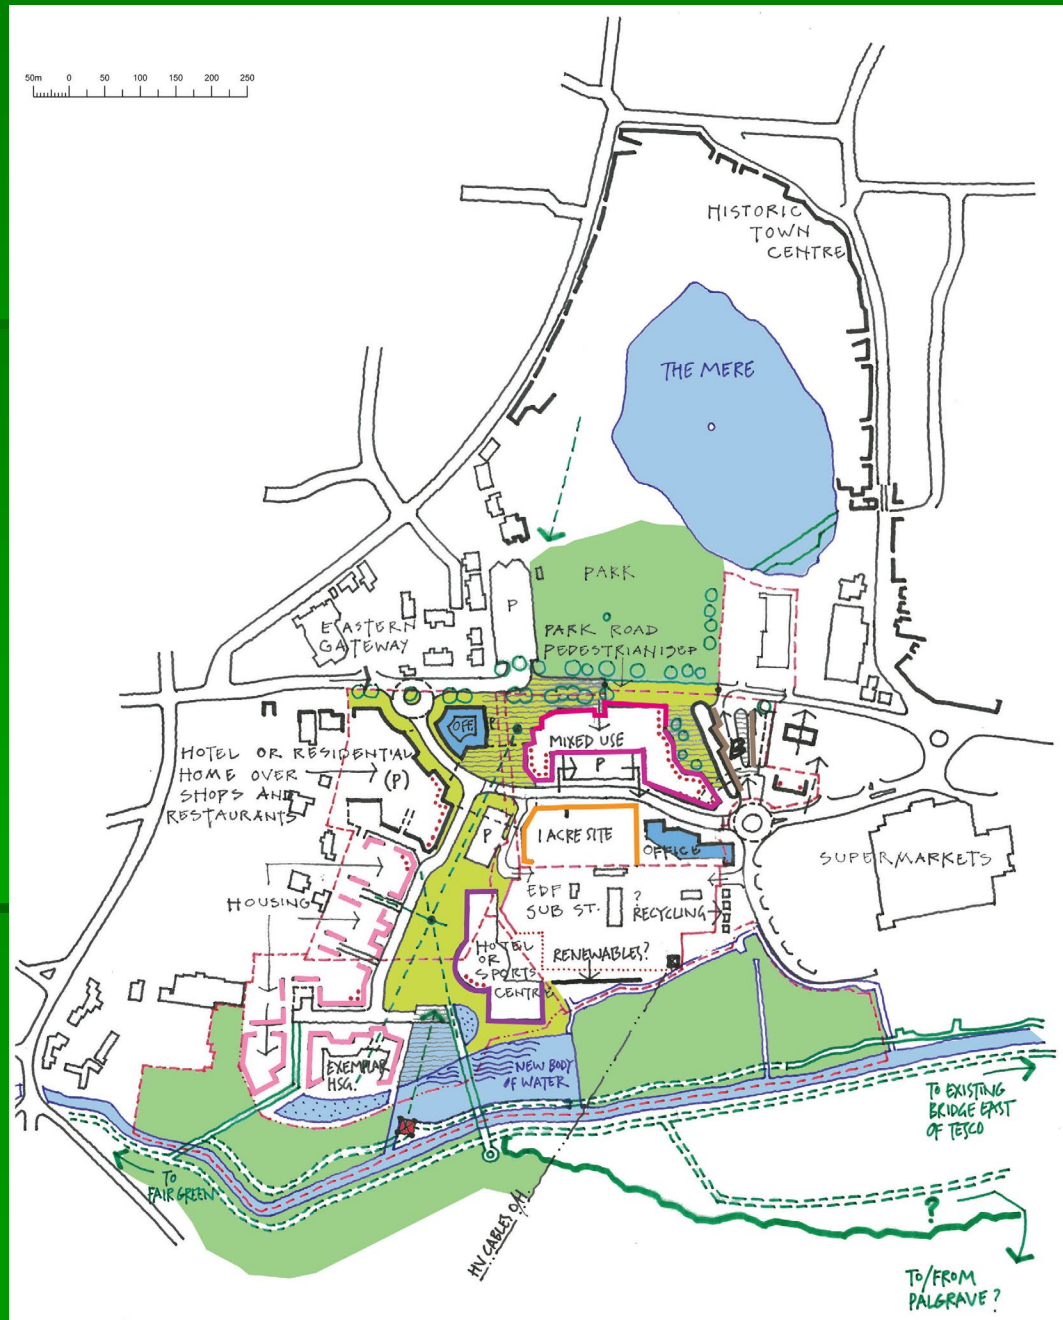 50m 0 50 100 150 200 250
HISTORIC
TOWN
CENTRE
THE MERE
PARK
P
EASTERN
GATEWAY
PARK ROAD
PEDESTRIANISED
OFF
MIXED USE
P
B
HOTEL OR RESIDENTIAL
HOME OVER
SHOPS AND
RESTAURANTS
(P)
P
1 ACRE SITE
OFFICE
SUPERMARKETS
HOUSING
EDF
SUB ST.
?
RECYCLING
HOTEL
OR
SPORTS
CENTRE
RENEWABLES?
EXEMPLAR
HSG.
NEW BODY
OF WATER
TO EXISTING
BRIDGE EAST
OF TESCO
TO
FAIR GREEN
HV CABLES O/H.
?
TO/FROM
PALGRAVE?